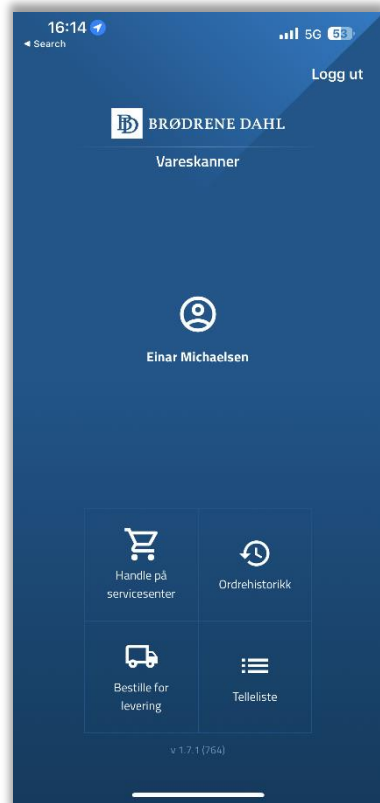 16:14
5G 53
◄ Search
Logg ut
BD BRØDRENE DAHL
Vareskanner
Einar Michaelsen
Handle på
servicesenter
Ordrehistorikk
Bestille for
levering
Telleliste
v 1.7.1 (764)